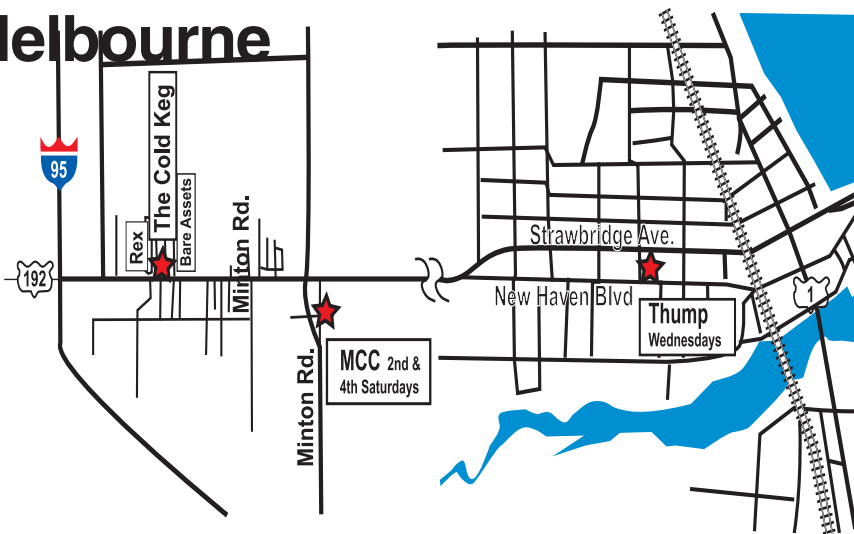 Melbourne
95
The Cold Keg
Rex
Bare Assets
Minton Rd.
192
Strawbridge Ave.
New Haven Blvd
Thump
Wednesdays
1
MCC 2nd &
4th Saturdays
Minton Rd.